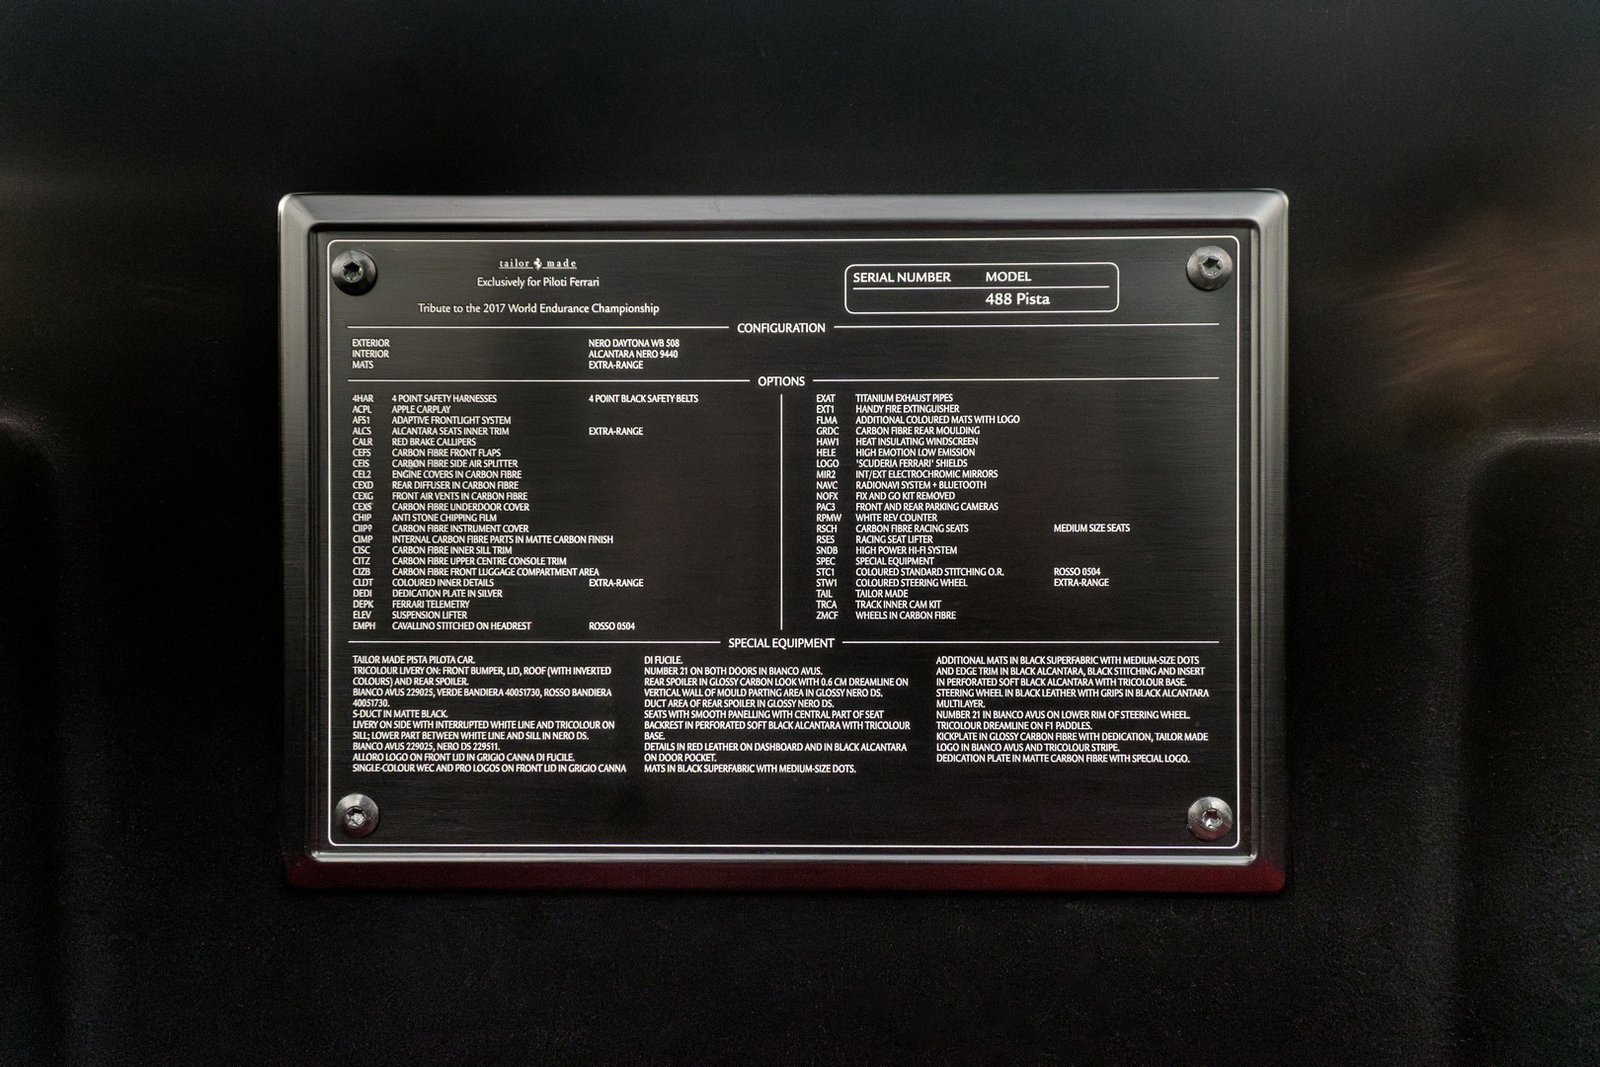 tailor made
Exclusively for Piloti Ferrari
Tribute to the 2017 World Endurance Championship
SERIAL NUMBER MODEL
488 Pista
CONFIGURATION
EXTERIOR NERO DAYTONA WB 508
INTERIOR ALCANTARA NERO 9440
MATS EXTRA-RANGE
OPTIONS
4HAR 4 POINT SAFETY HARNESSES 4 POINT BLACK SAFETY BELTS
ACPL APPLE CARPLAY
AFS1 ADAPTIVE FRONTLIGHT SYSTEM
ALCS ALCANTARA SEATS INNER TRIM EXTRA-RANGE
CALR RED BRAKE CALLIPERS
CEFS CARBON FIBRE FRONT FLAPS
CEIS CARBON FIBRE SIDE AIR SPLITTER
CEL2 ENGINE COVERS IN CARBON FIBRE
CEXD REAR DIFFUSER IN CARBON FIBRE
CEXG FRONT AIR VENTS IN CARBON FIBRE
CEXS CARBON FIBRE UNDERDOOR COVER
CHIP ANTI STONE CHIPPING FILM
CIIPP CARBON FIBRE INSTRUMENT COVER
CIMP INTERNAL CARBON FIBRE PARTS IN MATTE CARBON FINISH
CISC CARBON FIBRE INNER SILL TRIM
CITZ CARBON FIBRE UPPER CENTRE CONSOLE TRIM
CIZB CARBON FIBRE FRONT LUGGAGE COMPARTMENT AREA
CLDT COLOURED INNER DETAILS EXTRA-RANGE
DEDI DEDICATION PLATE IN SILVER
DEPK FERRARI TELEMETRY
ELEV SUSPENSION LIFTER
EMPH CAVALLINO STITCHED ON HEADREST ROSSO 0504
EXAT TITANIUM EXHAUST PIPES
EXT1 HANDY FIRE EXTINGUISHER
FLMA ADDITIONAL COLOURED MATS WITH LOGO
GRDC CARBON FIBRE REAR MOULDING
HAW1 HEAT INSULATING WINDSCREEN
HELE HIGH EMOTION LOW EMISSION
LOGO 'SCUDERIA FERRARI' SHIELDS
MIR2 INT/EXT ELECTROCHROMIC MIRRORS
NAVC RADIONAVI SYSTEM + BLUETOOTH
NOFX FIX AND GO KIT REMOVED
PAC3 FRONT AND REAR PARKING CAMERAS
RPMW WHITE REV COUNTER
RSCH CARBON FIBRE RACING SEATS MEDIUM SIZE SEATS
RSES RACING SEAT LIFTER
SNDB HIGH POWER HI-FI SYSTEM
SPEC SPECIAL EQUIPMENT
STC1 COLOURED STANDARD STITCHING O.R. ROSSO 0504
STW1 COLOURED STEERING WHEEL EXTRA-RANGE
TAIL TAILOR MADE
TRCA TRACK INNER CAM KIT
ZMCF WHEELS IN CARBON FIBRE
SPECIAL EQUIPMENT
TAILOR MADE PISTA PILOTA CAR.
TRICOLOUR LIVERY ON: FRONT BUMPER, LID, ROOF (WITH INVERTED
COLOURS) AND REAR SPOILER.
BIANCO AVUS 229025, VERDE BANDIERA 40051730, ROSSO BANDIERA
40051730.
S-DUCT IN MATTE BLACK.
LIVERY ON SIDE WITH INTERRUPTED WHITE LINE AND TRICOLOUR ON
SILL; LOWER PART BETWEEN WHITE LINE AND SILL IN NERO DS.
BIANCO AVUS 229025, NERO DS 229511.
ALLORO LOGO ON FRONT LID IN GRIGIO CANNA DI FUCILE.
SINGLE-COLOUR WEC AND PRO LOGOS ON FRONT LID IN GRIGIO CANNA
DI FUCILE.
NUMBER 21 ON BOTH DOORS IN BIANCO AVUS.
REAR SPOILER IN GLOSSY CARBON LOOK WITH 0.6 CM DREAMLINE ON
VERTICAL WALL OF MOULD PARTING AREA IN GLOSSY NERO DS.
DUCT AREA OF REAR SPOILER IN GLOSSY NERO DS.
SEATS WITH SMOOTH PANELLING WITH CENTRAL PART OF SEAT
BACKREST IN PERFORATED SOFT BLACK ALCANTARA WITH TRICOLOUR
BASE.
DETAILS IN RED LEATHER ON DASHBOARD AND IN BLACK ALCANTARA
ON DOOR POCKET.
MATS IN BLACK SUPERFABRIC WITH MEDIUM-SIZE DOTS.
ADDITIONAL MATS IN BLACK SUPERFABRIC WITH MEDIUM-SIZE DOTS
AND EDGE TRIM IN BLACK ALCANTARA, BLACK STITCHING AND INSERT
IN PERFORATED SOFT BLACK ALCANTARA WITH TRICOLOUR BASE.
STEERING WHEEL IN BLACK LEATHER WITH GRIPS IN BLACK ALCANTARA
MULTILAYER.
NUMBER 21 IN BIANCO AVUS ON LOWER RIM OF STEERING WHEEL.
TRICOLOUR DREAMLINE ON F1 PADDLES.
KICKPLATE IN GLOSSY CARBON FIBRE WITH DEDICATION, TAILOR MADE
LOGO IN BIANCO AVUS AND TRICOLOUR STRIPE.
DEDICATION PLATE IN MATTE CARBON FIBRE WITH SPECIAL LOGO.